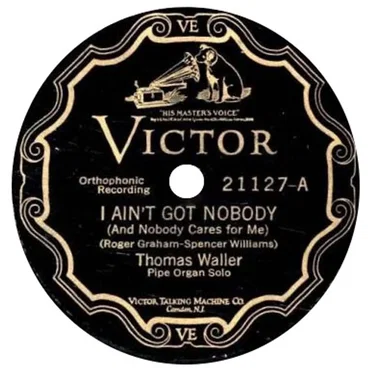 VE
"HIS MASTER'S VOICE"
VICTOR
Orthophonic
Recording
21127-A
I AIN'T GOT NOBODY
(And Nobody Cares for Me)
(Roger Graham-Spencer Williams)
Thomas Waller
Pipe Organ Solo
VICTOR TALKING MACHINE CO.
Camden, N.J.
VE